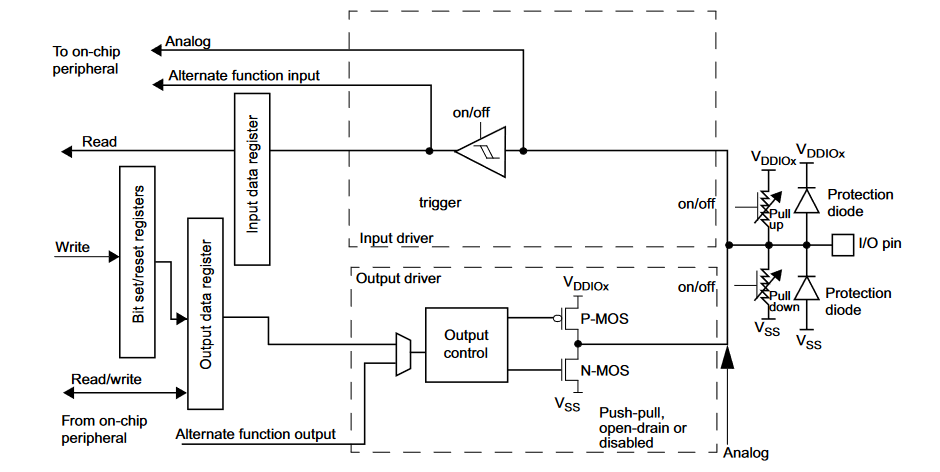 To on-chip
peripheral
Analog
Alternate function input
on/off
Read
Input data register
trigger
Input driver
on/off
VDDIOx
VDDIOx
Pull
up
Protection
diode
I/O pin
Write
Bit set/reset registers
Output data register
Output driver
VDDIOx
P-MOS
Output
control
N-MOS
VSS
Push-pull,
open-drain or
disabled
on/off
Pull
down
VSS
Protection
diode
VSS
Read/write
From on-chip
peripheral
Alternate function output
Analog